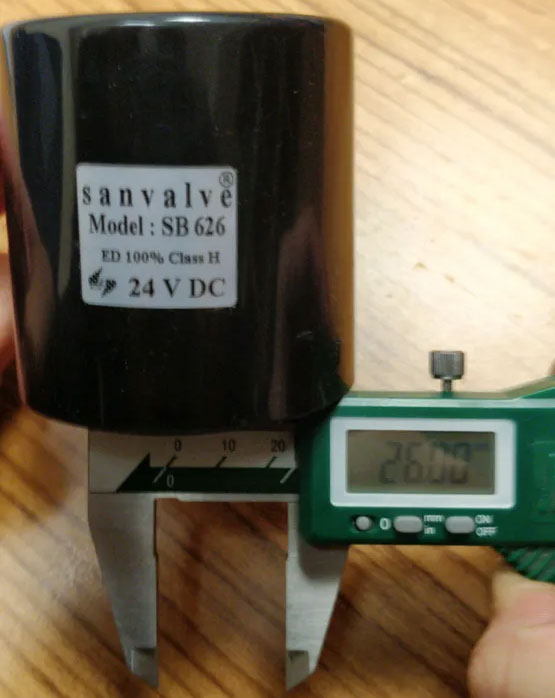 sanvalve®
Model : SB 626
ED 100% Class H
24 V DC
0 10 20
0
26.00
0 mm in ON OFF